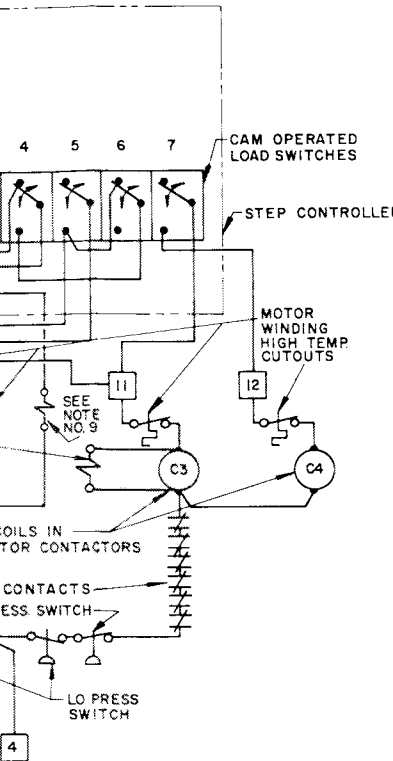 4 5 6 7
CAM OPERATED
LOAD SWITCHES
STEP CONTROLLE
MOTOR
WINDING
HIGH TEMP.
CUTOUTS
11
12
SEE
NOTE
NO. 9
C3
C4
COILS IN
TOR CONTACTORS
CONTACTS
ESS. SWITCH
LO PRESS
SWITCH
4